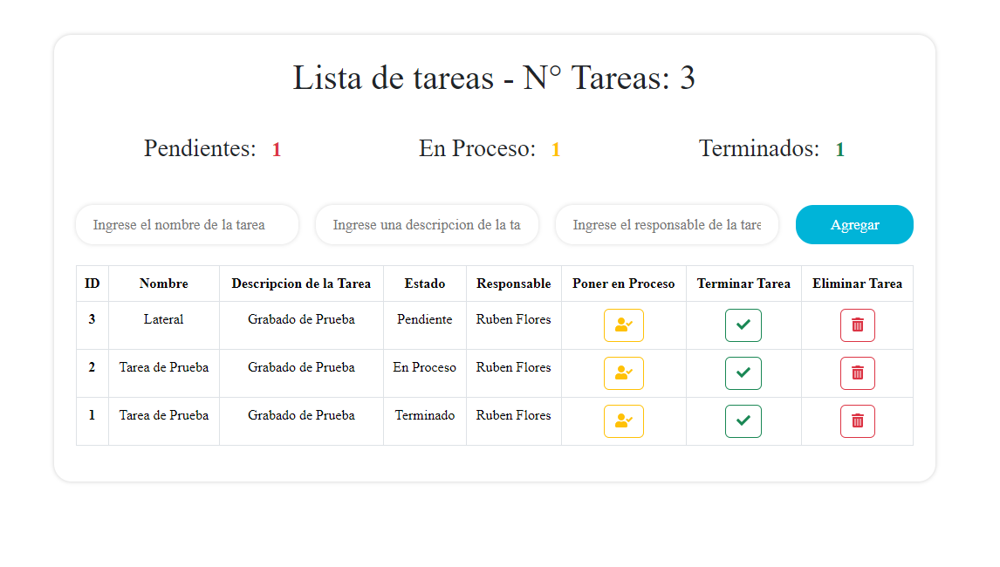 Lista de tareas - N° Tareas: 3
Pendientes: 1 En Proceso: 1 Terminados: 1
Ingrese el nombre de la tarea Ingrese una descripcion de la ta Ingrese el responsable de la tare Agregar
ID Nombre Descripcion de la Tarea Estado Responsable Poner en Proceso Terminar Tarea Eliminar Tarea
3 Lateral Grabado de Prueba Pendiente Ruben Flores
2 Tarea de Prueba Grabado de Prueba En Proceso Ruben Flores
1 Tarea de Prueba Grabado de Prueba Terminado Ruben Flores